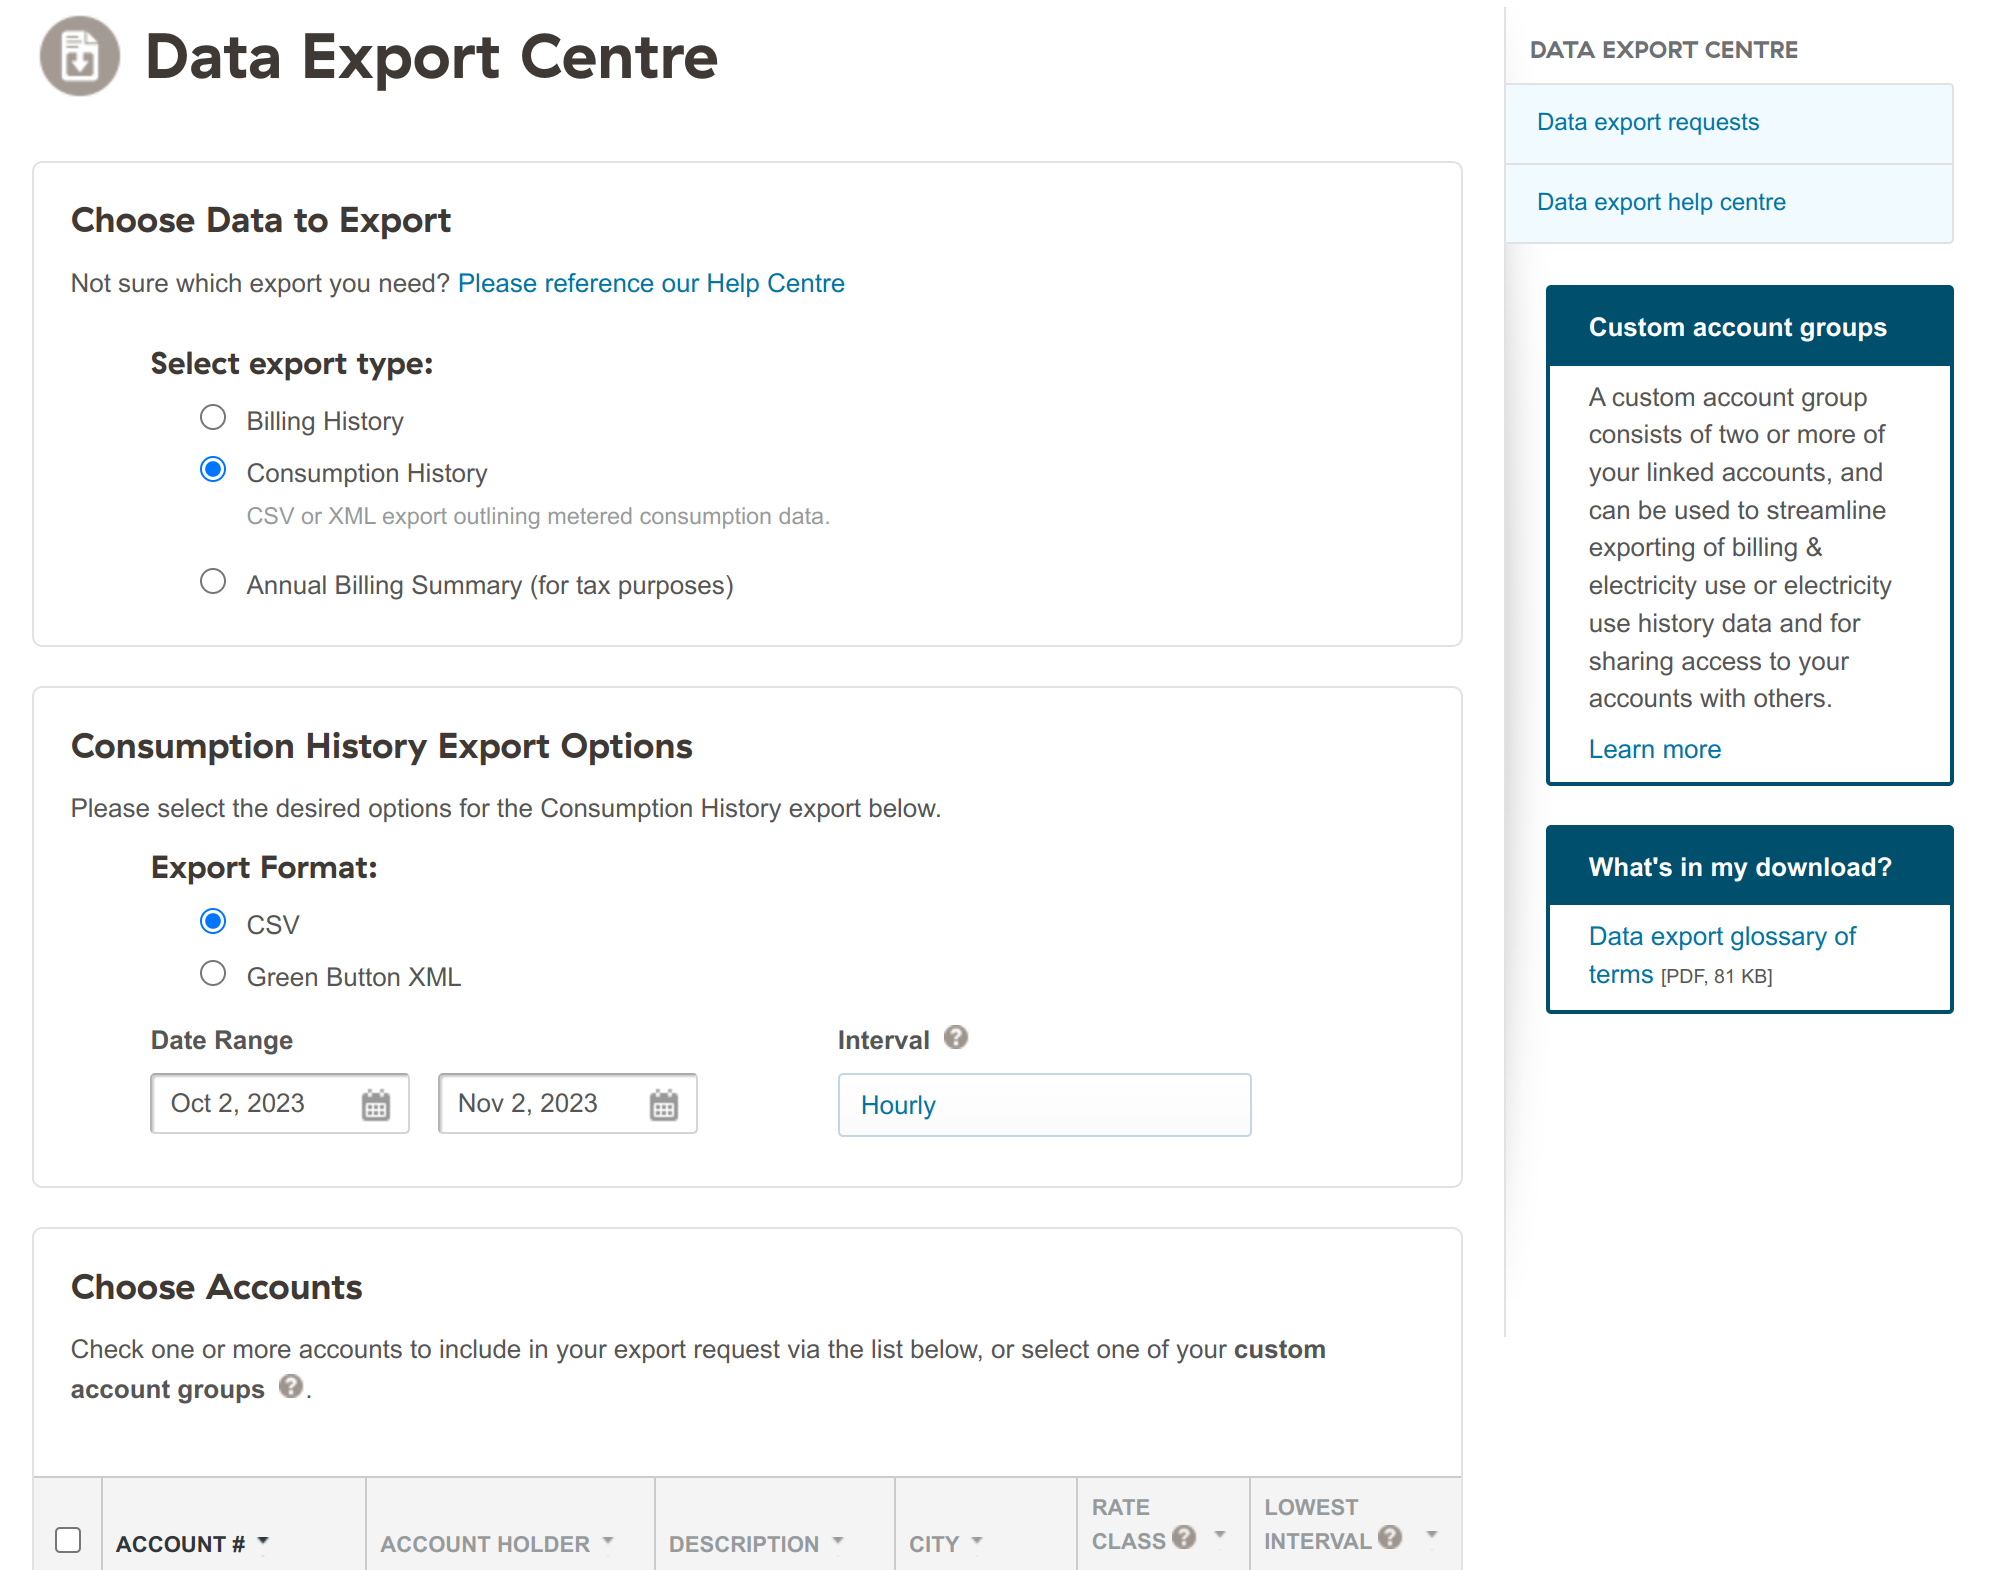 Data Export Centre
Choose Data to Export
Not sure which export you need? Please reference our Help Centre
Select export type:
Billing History
Consumption History
CSV or XML export outlining metered consumption data.
Annual Billing Summary (for tax purposes)
Consumption History Export Options
Please select the desired options for the Consumption History export below.
Export Format:
CSV
Green Button XML
Date Range
Oct 2, 2023
Nov 2, 2023
Interval ?
Hourly
Choose Accounts
Check one or more accounts to include in your export request via the list below, or select one of your custom
account groups ?.
ACCOUNT #
ACCOUNT HOLDER
DESCRIPTION
CITY
RATE
CLASS ?
LOWEST
INTERVAL ?
DATA EXPORT CENTRE
Data export requests
Data export help centre
Custom account groups
A custom account group
consists of two or more of
your linked accounts, and
can be used to streamline
exporting of billing &
electricity use or electricity
use history data and for
sharing access to your
accounts with others.
Learn more
What's in my download?
Data export glossary of
terms [PDF, 81 KB]